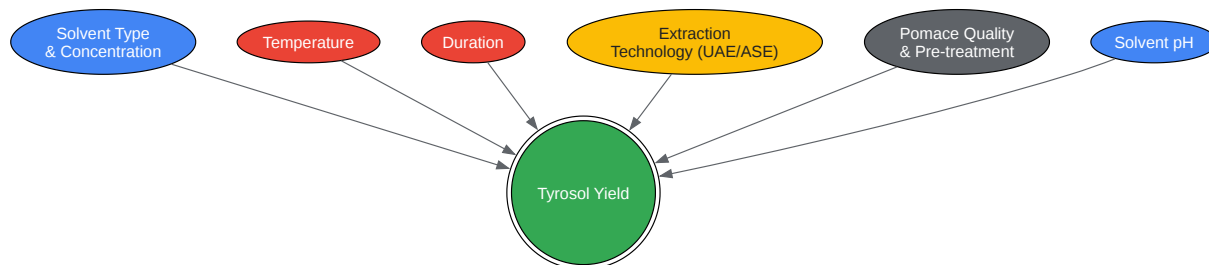 Solvent Type
& Concentration
Temperature
Duration
Extraction
Technology (UAE/ASE)
Pomace Quality
& Pre-treatment
Solvent pH
Tyrosol Yield